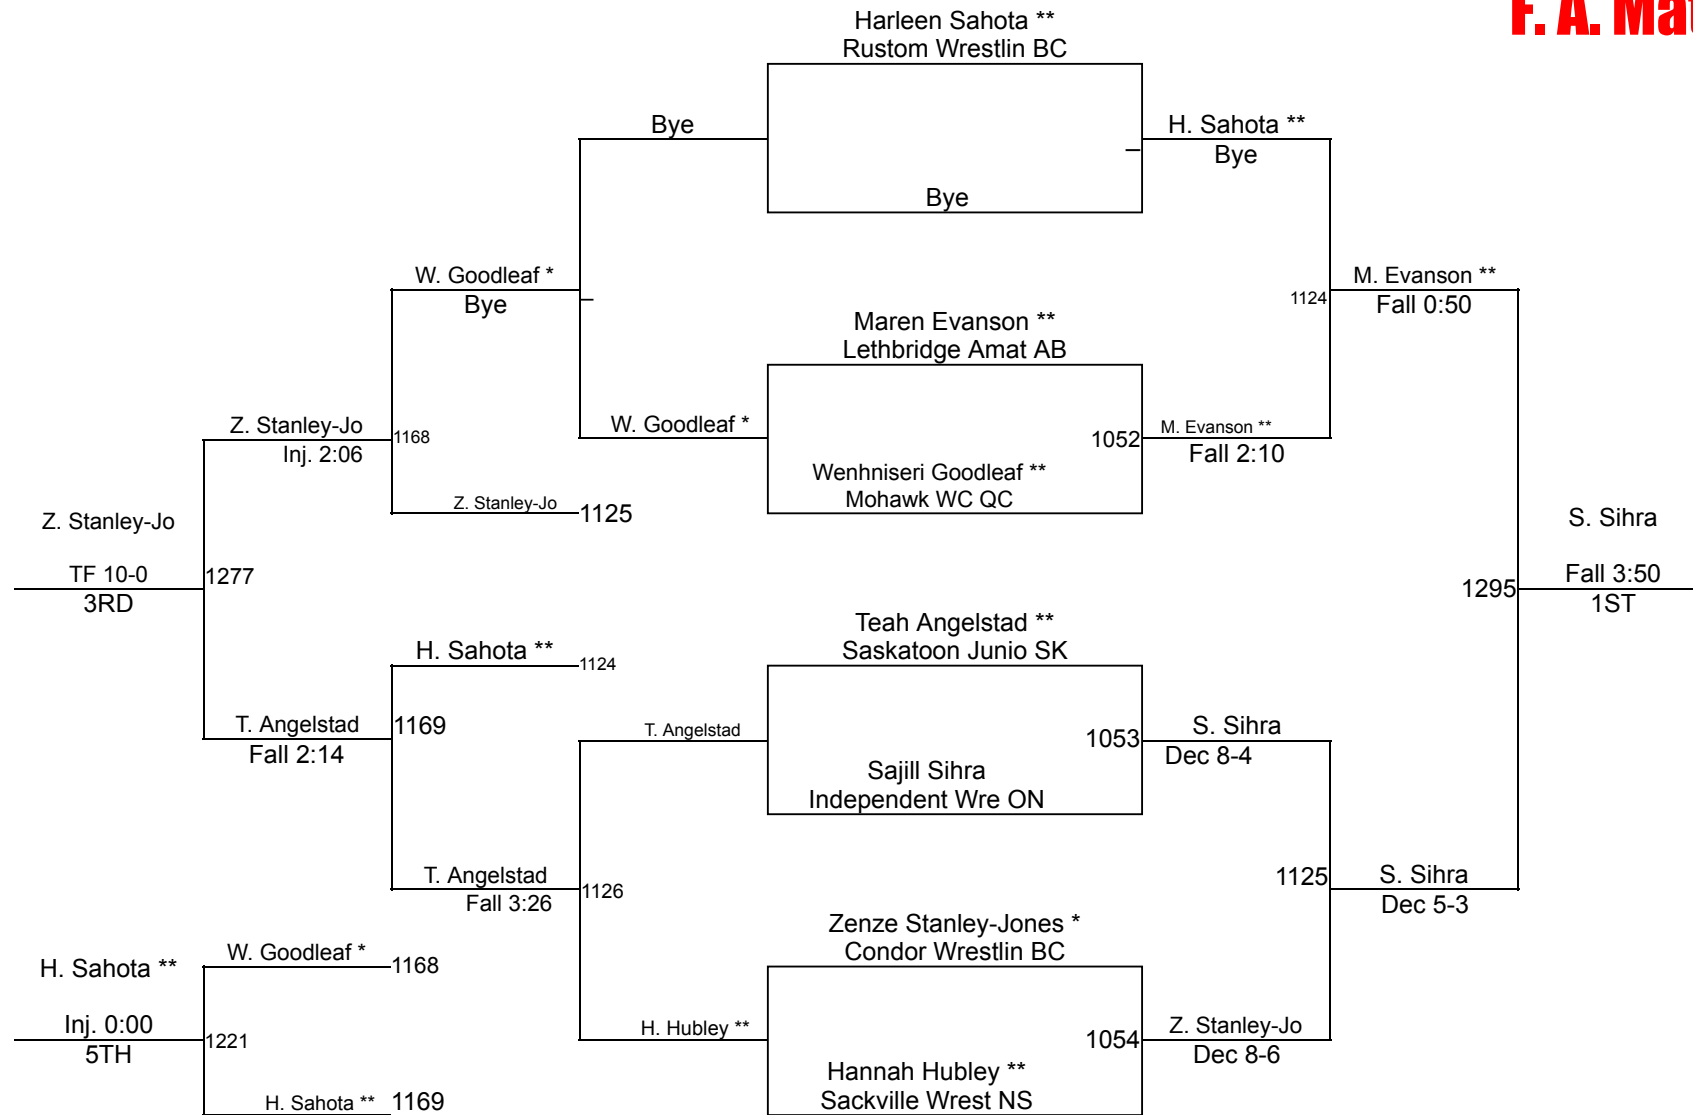 F. A. Mat
Harleen Sahota **
Rustom Wrestlin BC
Bye
H. Sahota **
Bye
Bye
W. Goodleaf *
Bye
M. Evanson **
Fall 0:50
1124
Maren Evanson **
Lethbridge Amat AB
Z. Stanley-Jo
Inj. 2:06
1168
W. Goodleaf *
1052
M. Evanson **
Fall 2:10
Wenhniseri Goodleaf **
Mohawk WC QC
Z. Stanley-Jo
1125
Z. Stanley-Jo
TF 10-0
3RD
1277
S. Sihra
Fall 3:50
1ST
1295
Teah Angelstad **
Saskatoon Junio SK
H. Sahota **
1124
T. Angelstad
Fall 2:14
1169
T. Angelstad
1053
S. Sihra
Dec 8-4
Sajill Sihra
Independent Wre ON
T. Angelstad
Fall 3:26
1126
1125
S. Sihra
Dec 5-3
Zenze Stanley-Jones *
Condor Wrestlin BC
W. Goodleaf *
1168
H. Sahota **
Inj. 0:00
5TH
1221
H. Hubley **
1054
Z. Stanley-Jo
Dec 8-6
Hannah Hubley **
Sackville Wrest NS
H. Sahota **
1169